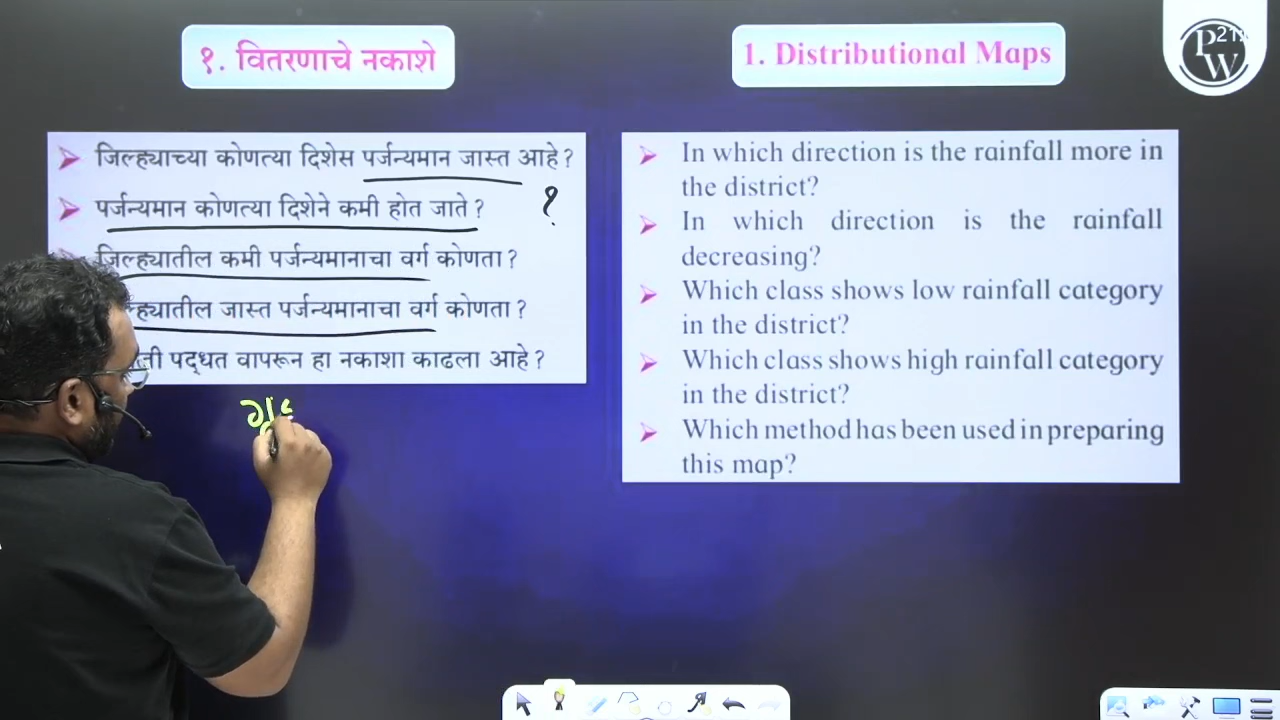 १. वितरणाचे नकाशे
जिल्ह्याच्या कोणत्या दिशेस पर्जन्यमान जास्त आहे?
पर्जन्यमान कोणत्या दिशेने कमी होत जाते?
?
जिल्ह्यातील कमी पर्जन्यमानाचा वर्ग कोणता?
पर्जन्यमानाचा वर्ग कोणता?
पद्धत वापरून हा नकाशा काढला आहे?
1. Distributional Maps
In which direction is the rainfall more in
the district?
In which direction is the rainfall
decreasing?
Which class shows low rainfall category
in the district?
Which class shows high rainfall category
in the district?
Which method has been used in preparing
this map?
PW